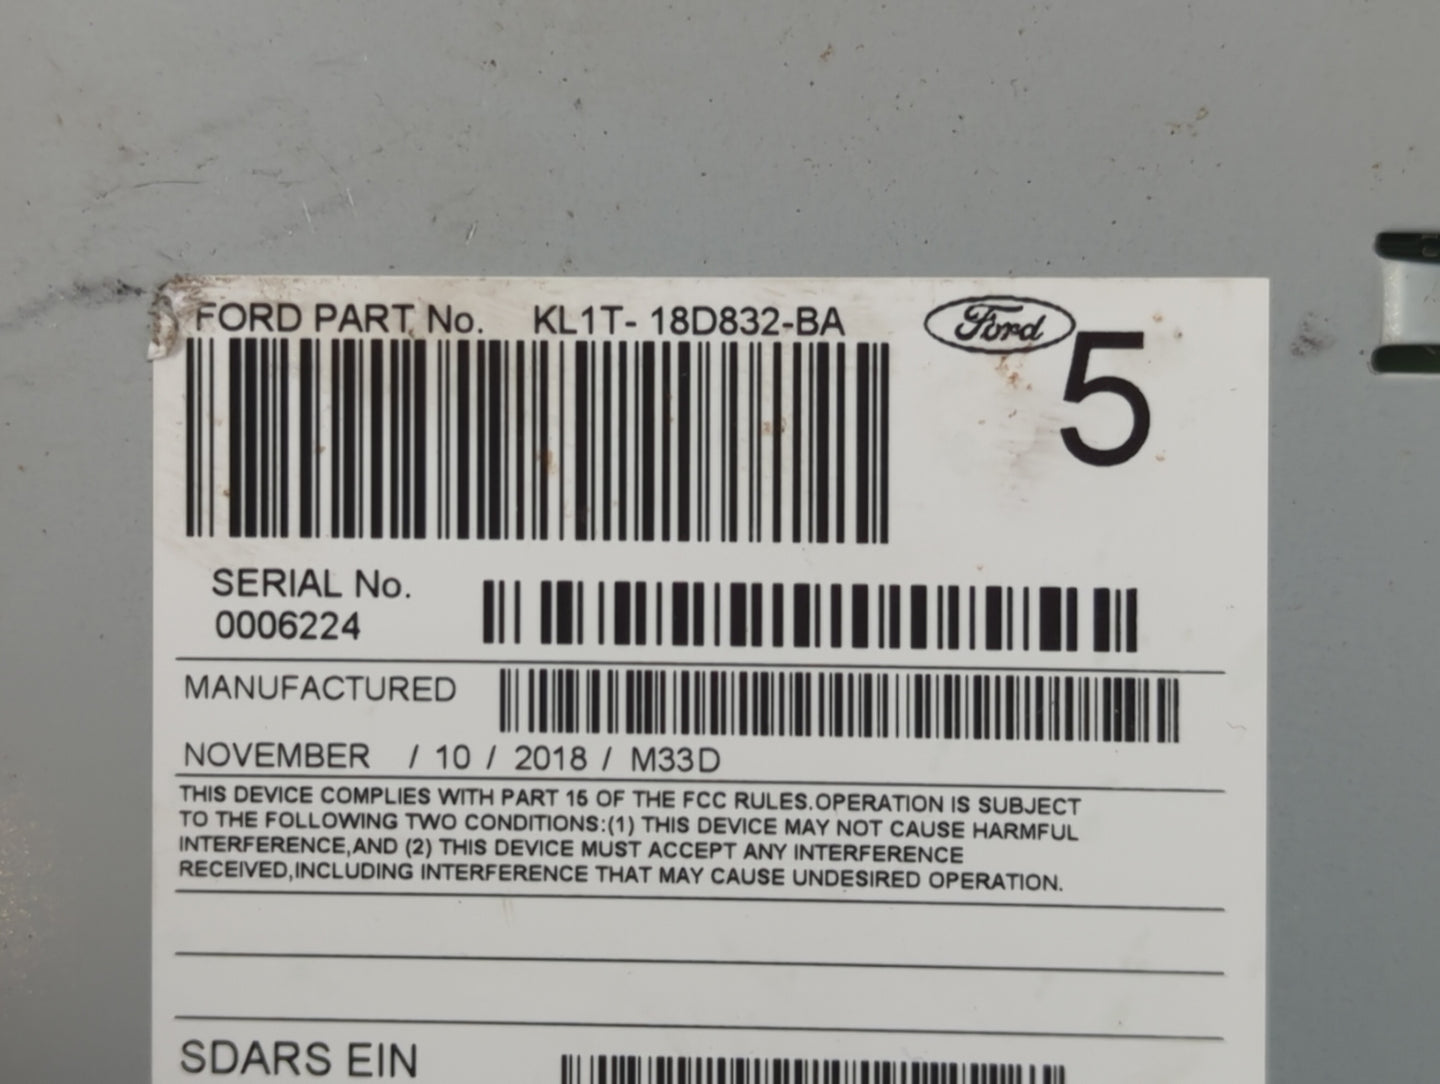 FORD PART No. KL1T- 18D832-BA Ford
5
SERIAL No.
0006224
MANUFACTURED
NOVEMBER / 10 / 2018 / M33D
THIS DEVICE COMPLIES WITH PART 15 OF THE FCC RULES.OPERATION IS SUBJECT
TO THE FOLLOWING TWO CONDITIONS:(1) THIS DEVICE MAY NOT CAUSE HARMFUL
INTERFERENCE,AND (2) THIS DEVICE MUST ACCEPT ANY INTERFERENCE
RECEIVED,INCLUDING INTERFERENCE THAT MAY CAUSE UNDESIRED OPERATION.
SDARS EIN